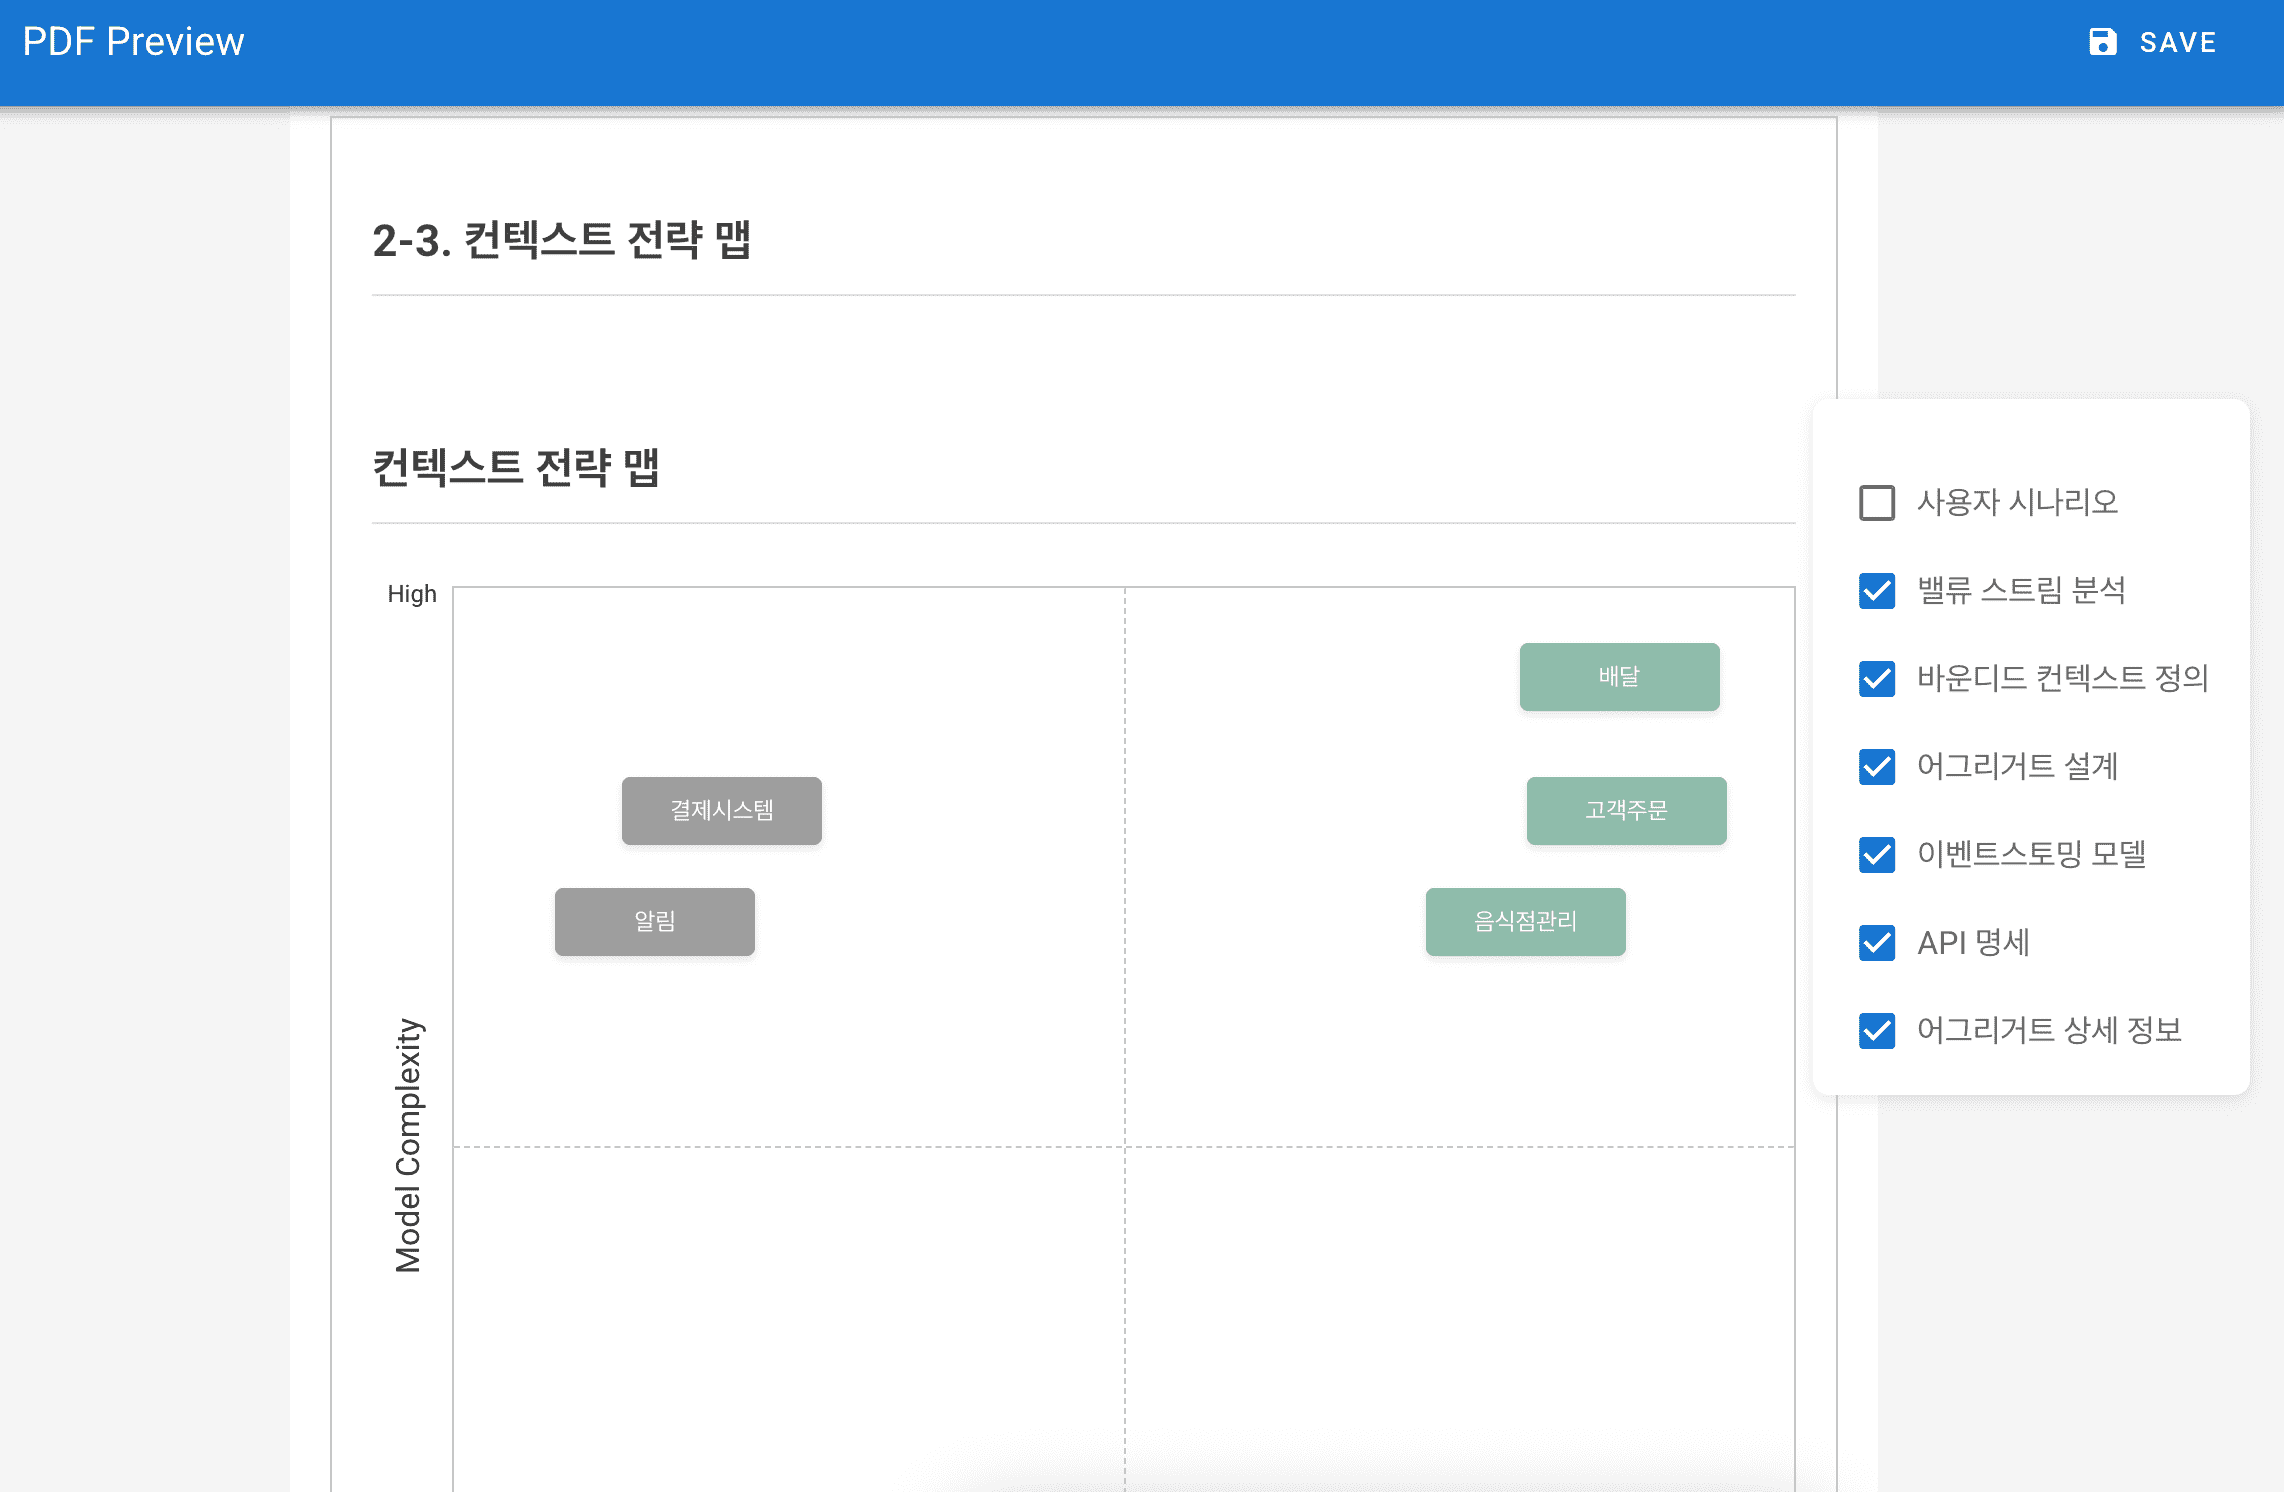 PDF Preview
SAVE
2-3. 컨텍스트 전략 맵
컨텍스트 전략 맵
High
Model Complexity
배달
결제시스템
고객주문
알림
음식점관리
사용자 시나리오
밸류 스트림 분석
바운디드 컨텍스트 정의
어그리거트 설계
이벤트스토밍 모델
API 명세
어그리거트 상세 정보